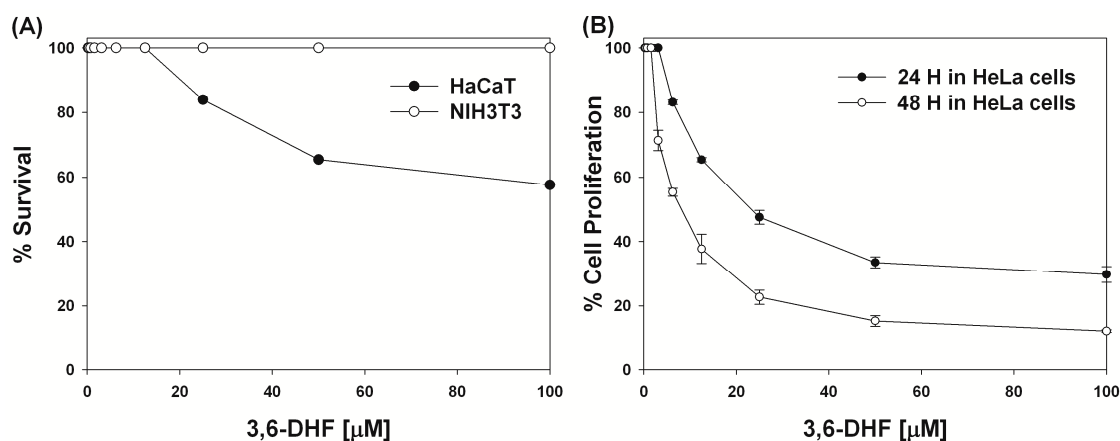 (A)
% Survival
100
80
60
40
20
0
HaCaT
NIH3T3
0 20 40 60 80 100
3,6-DHF [μM]
(B)
% Cell Proliferation
100
80
60
40
20
0
24 H in HeLa cells
48 H in HeLa cells
0 20 40 60 80 100
3,6-DHF [μM]